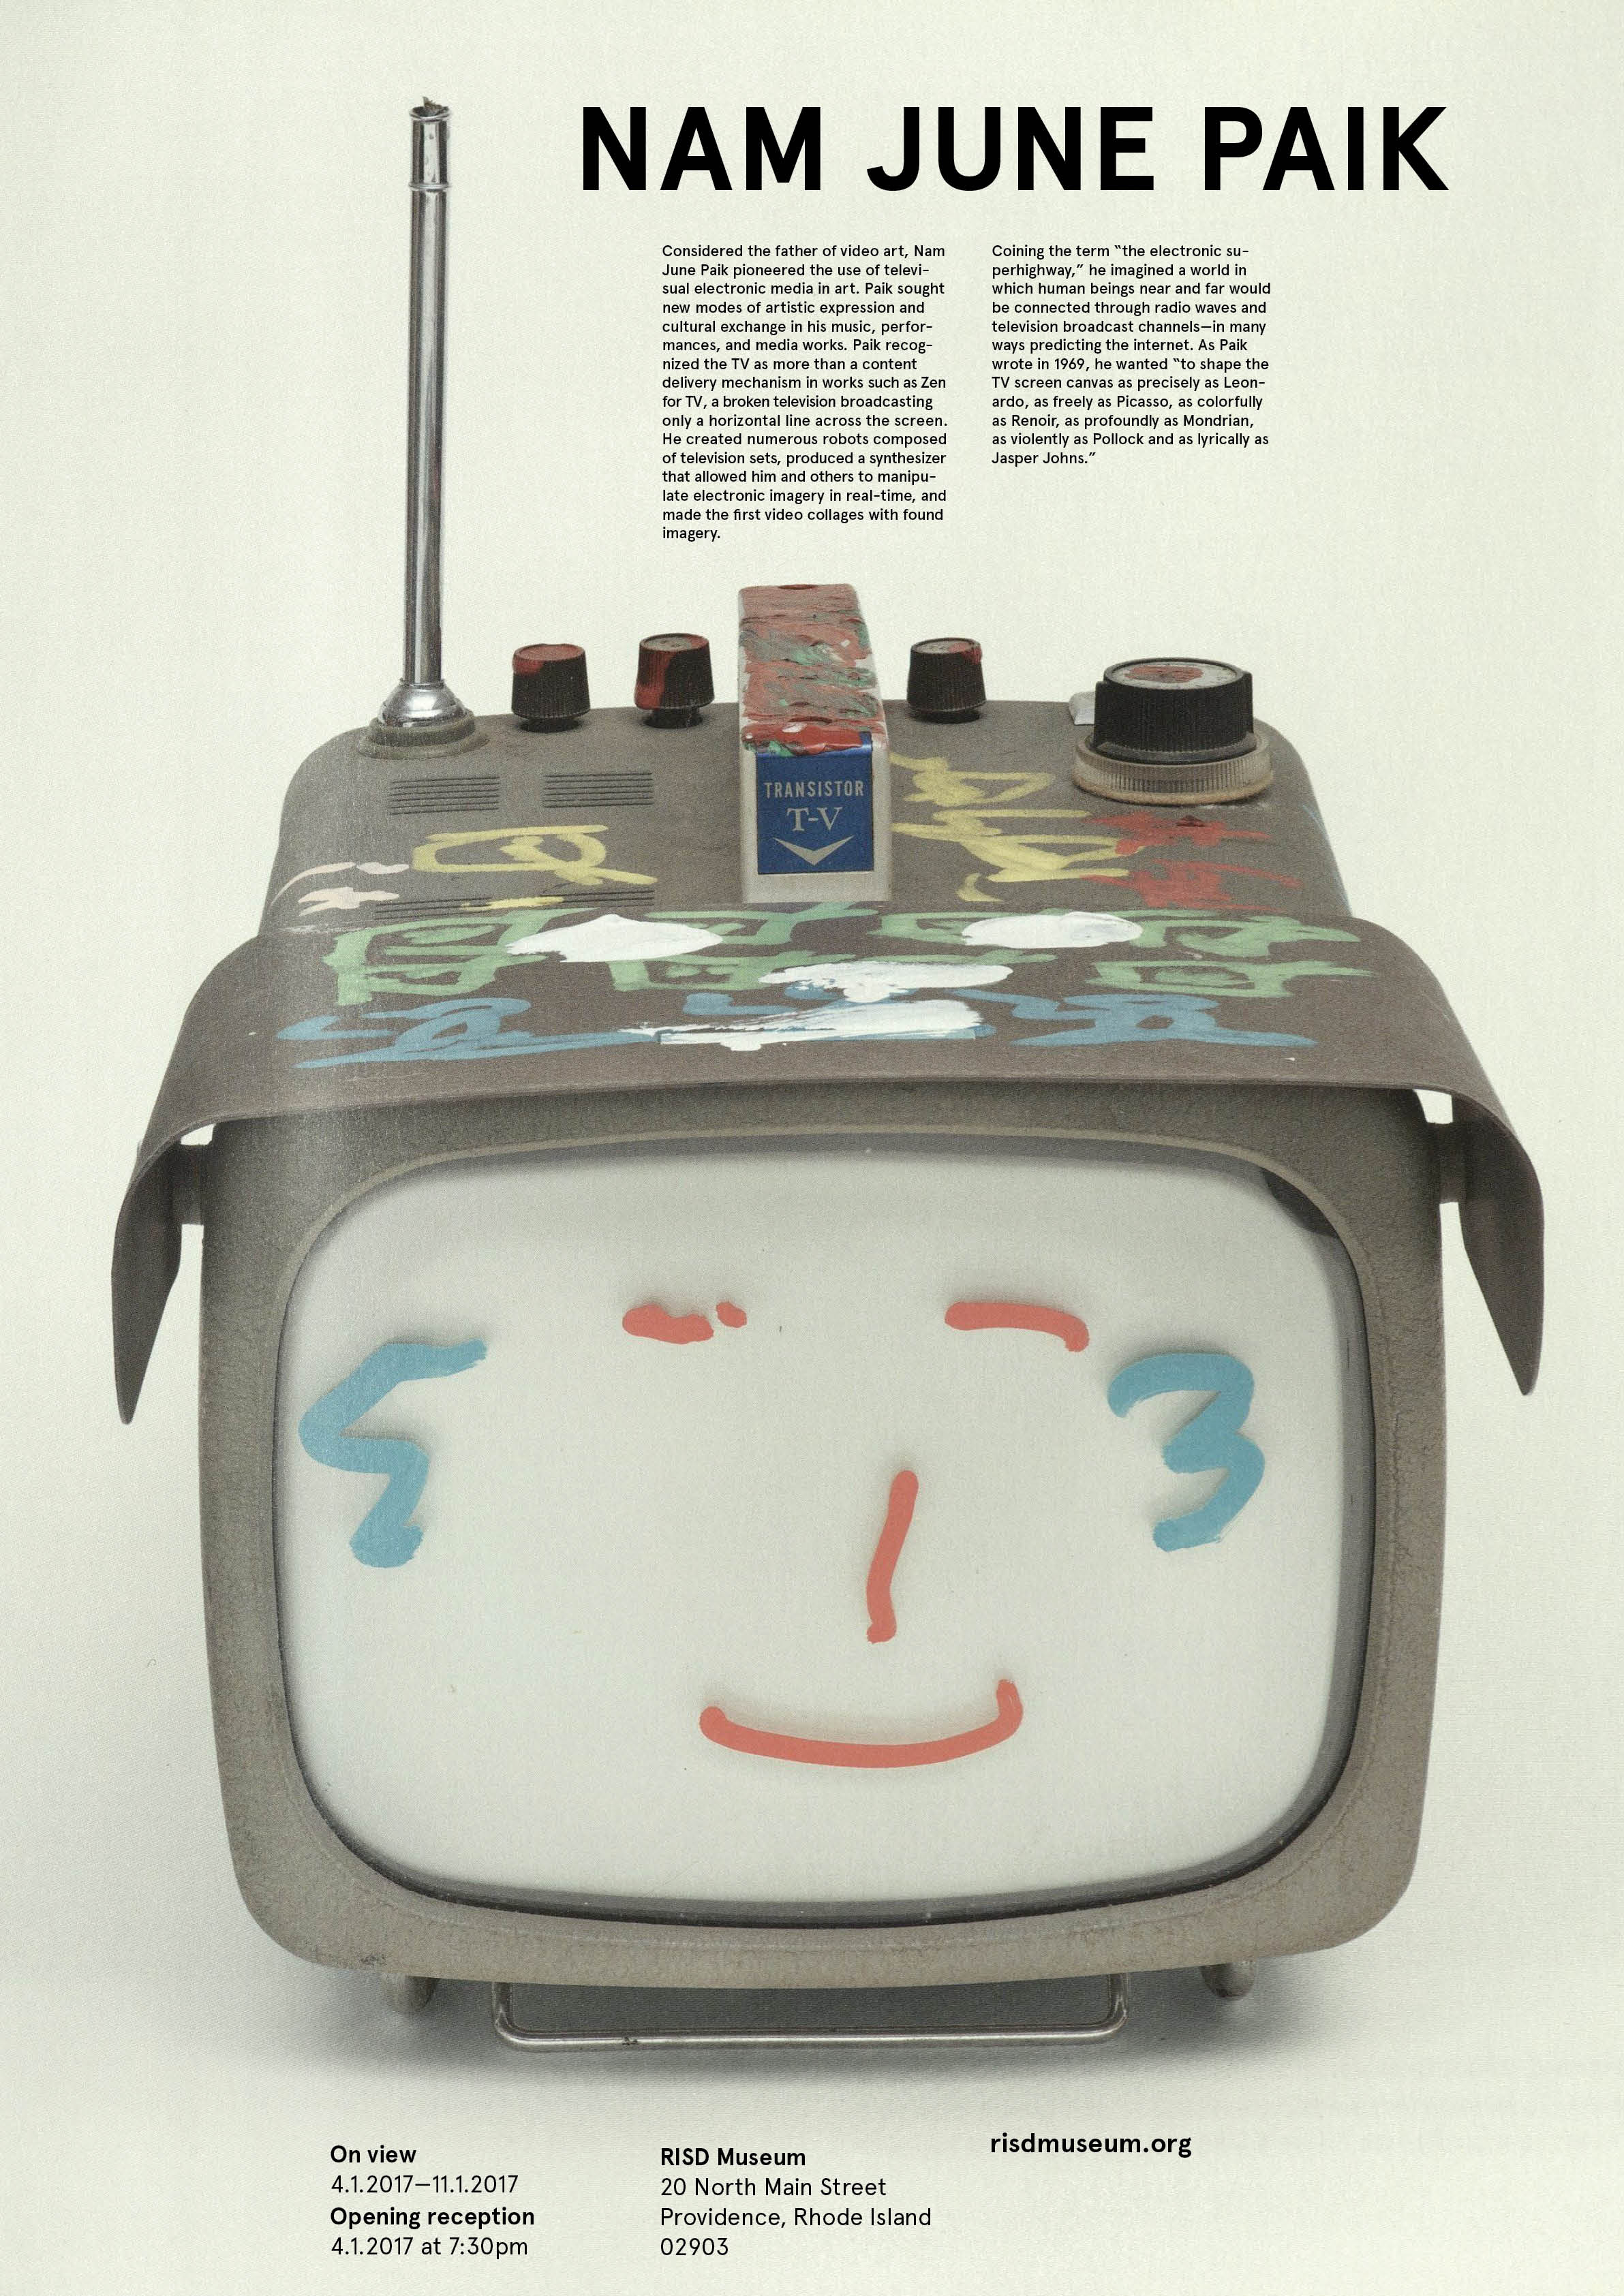 NAM JUNE PAIK
Considered the father of video art, Nam
June Paik pioneered the use of televi-
sual electronic media in art. Paik sought
new modes of artistic expression and
cultural exchange in his music, perfor-
mances, and media works. Paik recog-
nized the TV as more than a content
delivery mechanism in works such as Zen
for TV, a broken television broadcasting
only a horizontal line across the screen.
He created numerous robots composed
of television sets, produced a synthesizer
that allowed him and others to manipu-
late electronic imagery in real-time, and
made the first video collages with found
imagery.
Coining the term “the electronic su-
perhighway,” he imagined a world in
which human beings near and far would
be connected through radio waves and
television broadcast channels—in many
ways predicting the internet. As Paik
wrote in 1969, he wanted “to shape the
TV screen canvas as precisely as Leon-
ardo, as freely as Picasso, as colorfully
as Renoir, as profoundly as Mondrian,
as violently as Pollock and as lyrically as
Jasper Johns.”
TRANSISTOR
T-V
On view
4.1.2017—11.1.2017
Opening reception
4.1.2017 at 7:30pm
RISD Museum
20 North Main Street
Providence, Rhode Island
02903
risdmuseum.org